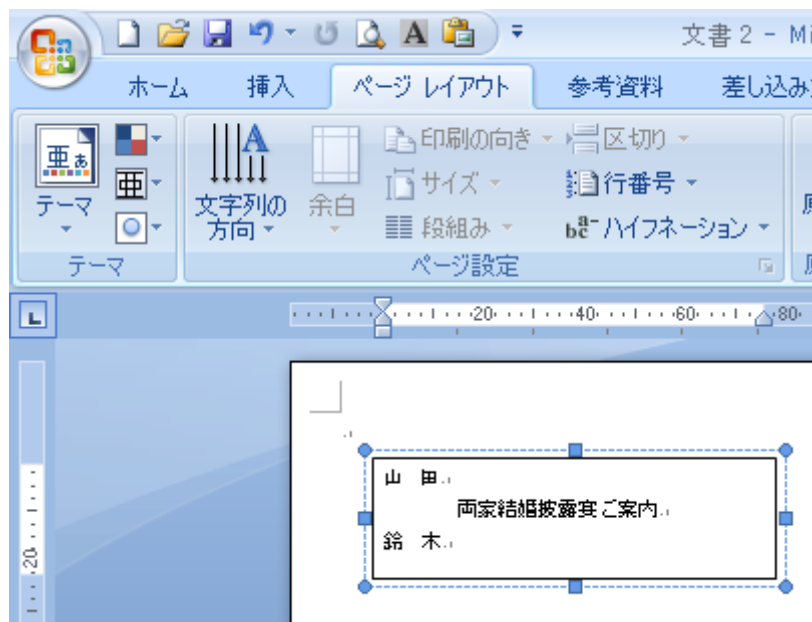 文書 2 - Mi
ホーム 挿入 ページ レイアウト 参考資料 差し込み
亜あ
テーマ
亜
文字列の
方向
余白
印刷の向き
サイズ
段組み
区切り
行番号
ハイフネーション
テーマ ページ設定
20 40 60 80
20
山 田
両家結婚披露宴ご案内
鈴 木